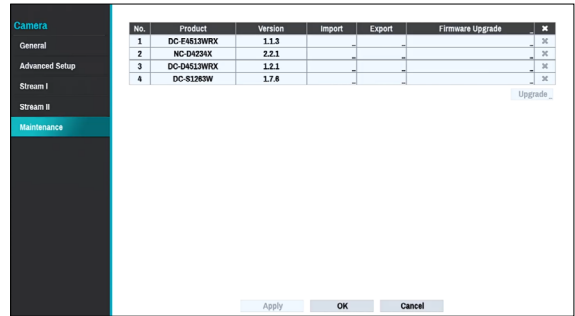 Camera
General
Advanced Setup
Stream I
Stream II
Maintenance
No. Product Version Import Export Firmware Upgrade
1 DC-E4513WRX 1.1.3
2 NC-D4234X 2.2.1
3 DC-D4513WRX 1.2.1
4 DC-S1263W 1.7.6
Upgrade
Apply OK Cancel